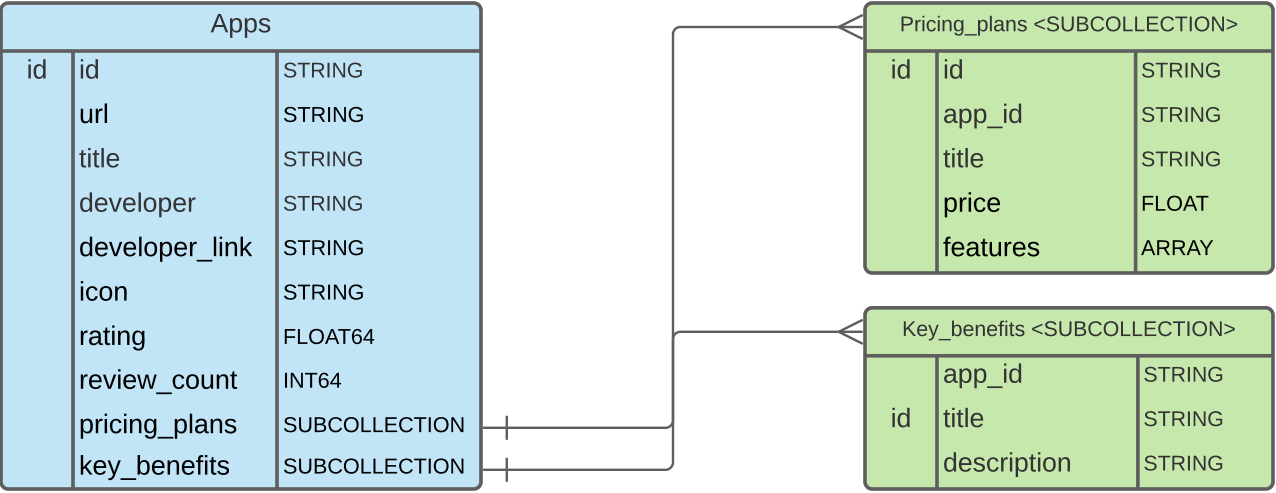 Apps
id id STRING
url STRING
title STRING
developer STRING
developer_link STRING
icon STRING
rating FLOAT64
review_count INT64
pricing_plans SUBCOLLECTION
key_benefits SUBCOLLECTION
Pricing_plans <SUBCOLLECTION>
id id STRING
app_id STRING
title STRING
price FLOAT
features ARRAY
Key_benefits <SUBCOLLECTION>
app_id STRING
id title STRING
description STRING